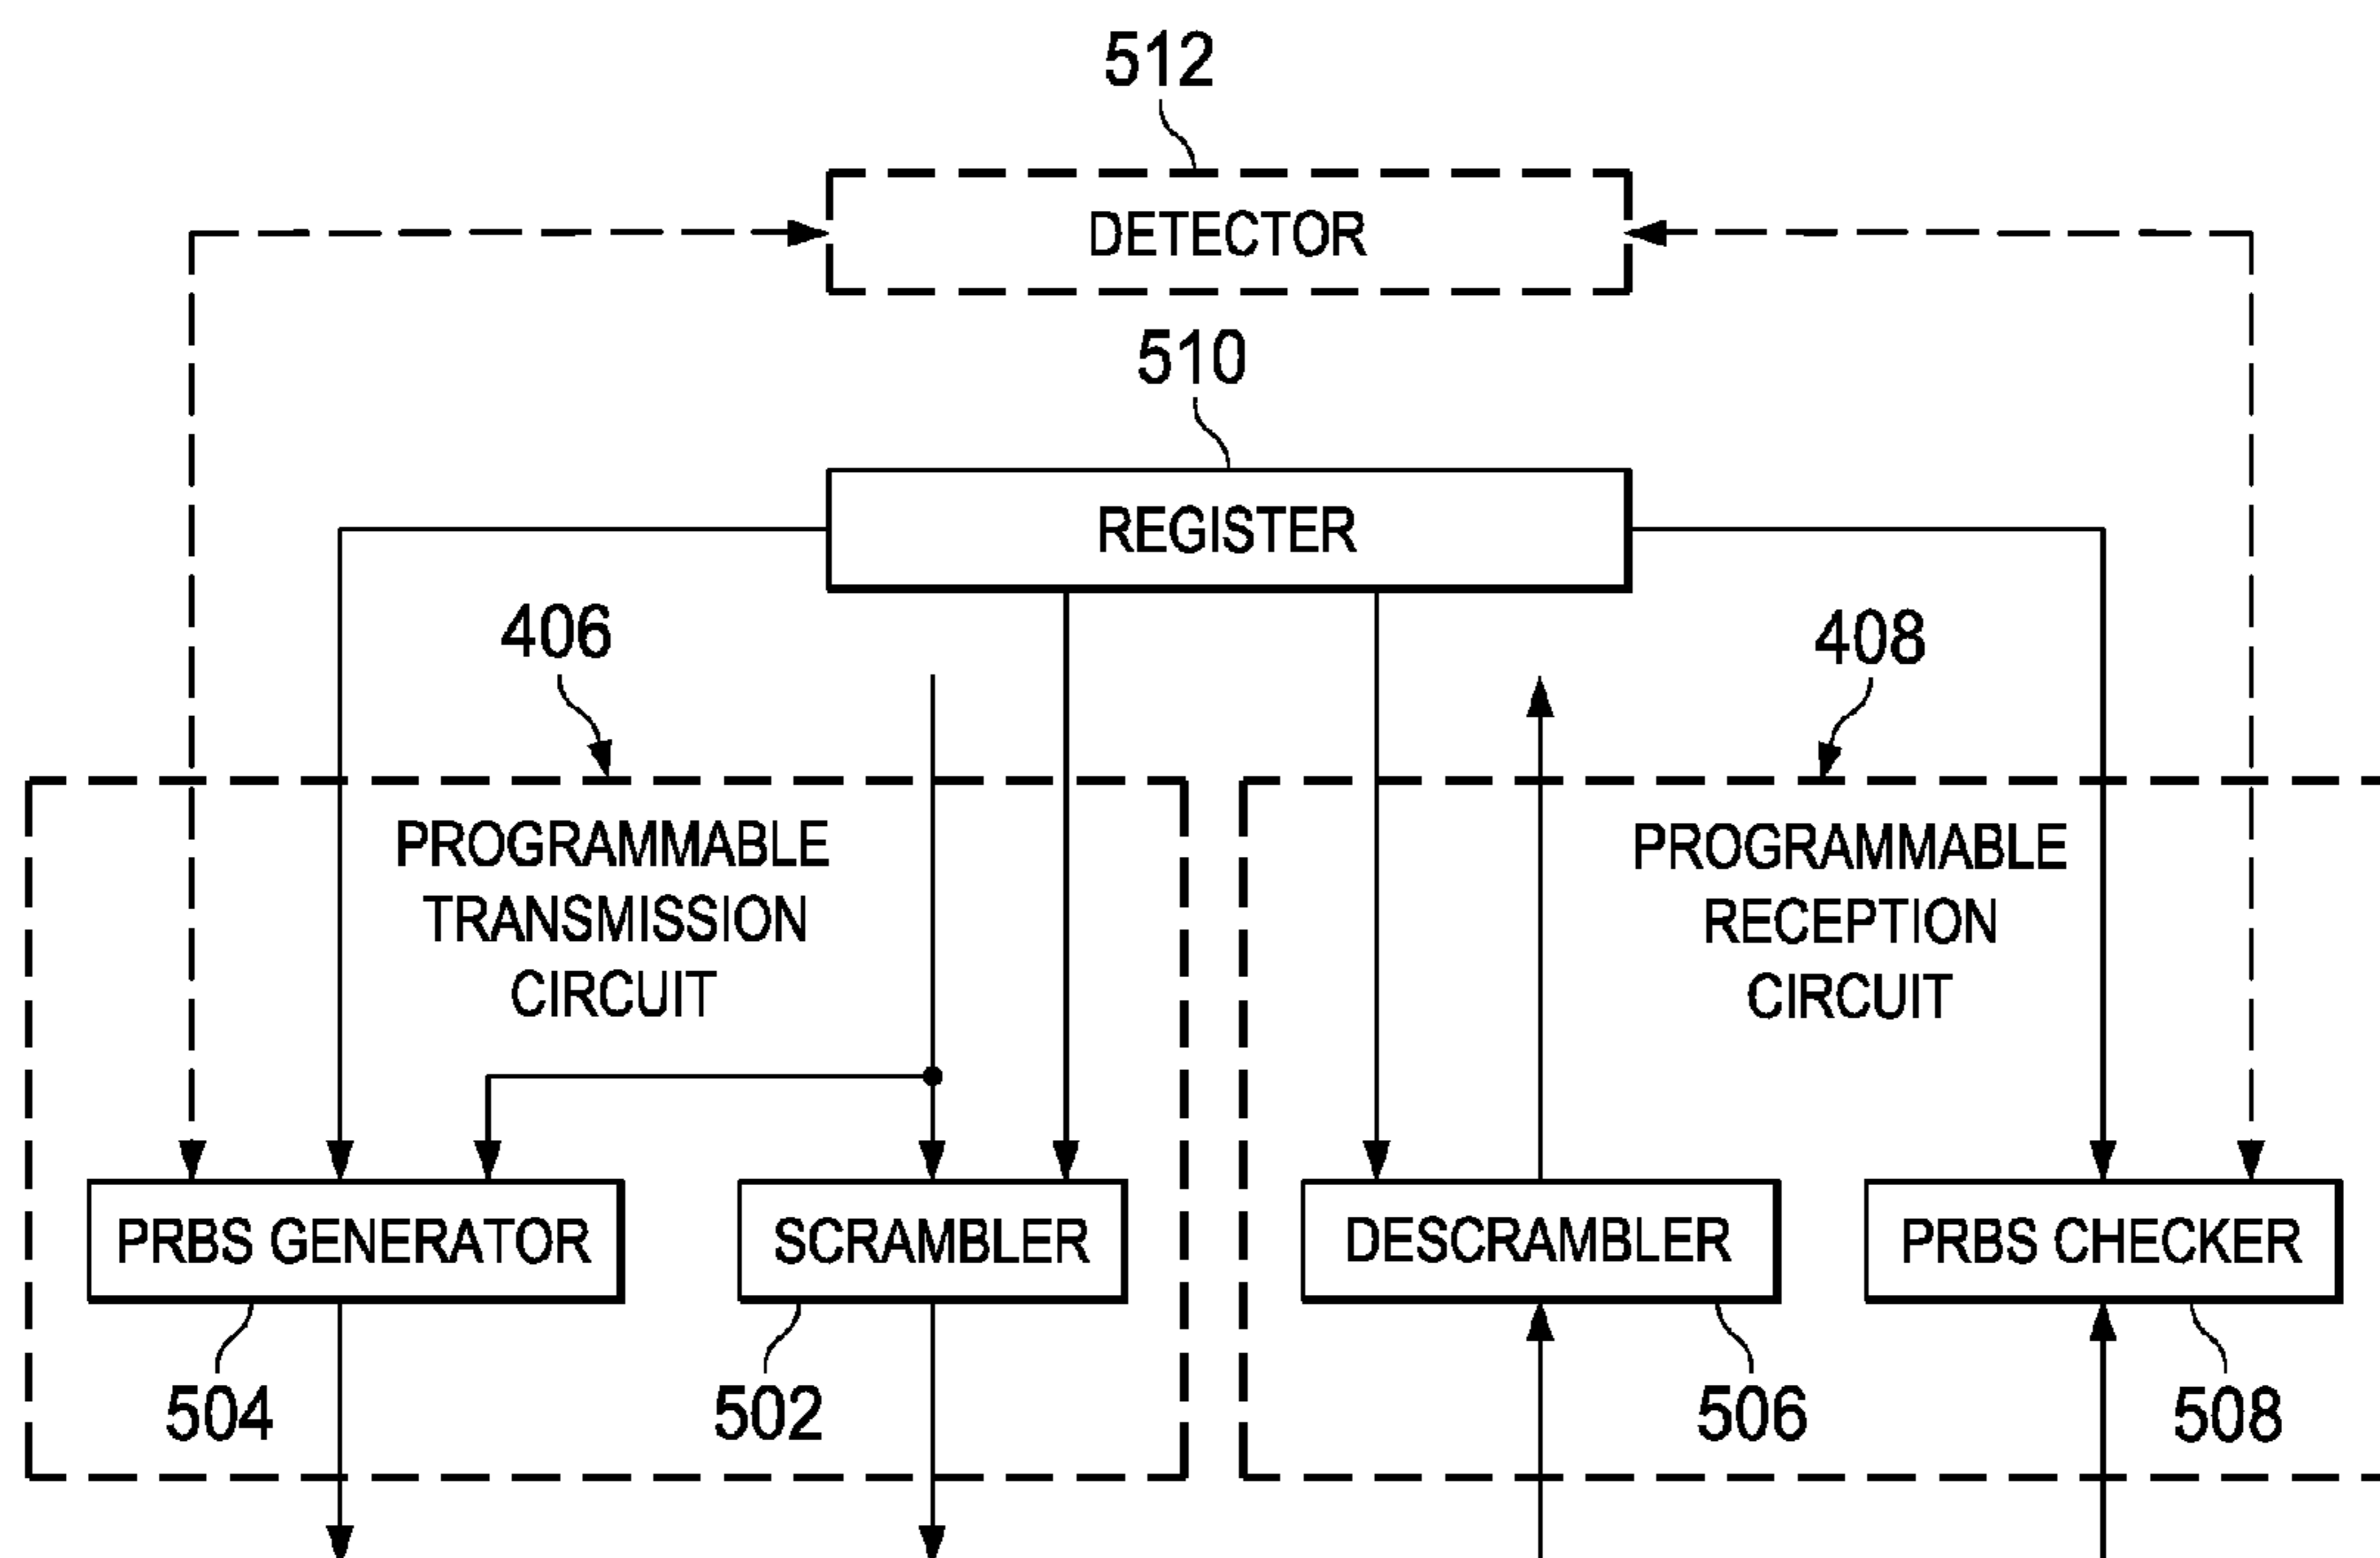 512
DETECTOR
510
REGISTER
406
408
PROGRAMMABLE
TRANSMISSION
CIRCUIT
PROGRAMMABLE
RECEPTION
CIRCUIT
PRBS GENERATOR
SCRAMBLER
DESCRAMBLER
PRBS CHECKER
504
502
506
508